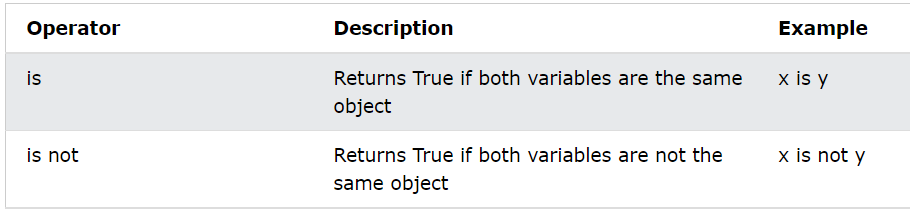 Operator Description Example
is Returns True if both variables are the same x is y
object
is not Returns True if both variables are not the x is not y
same object